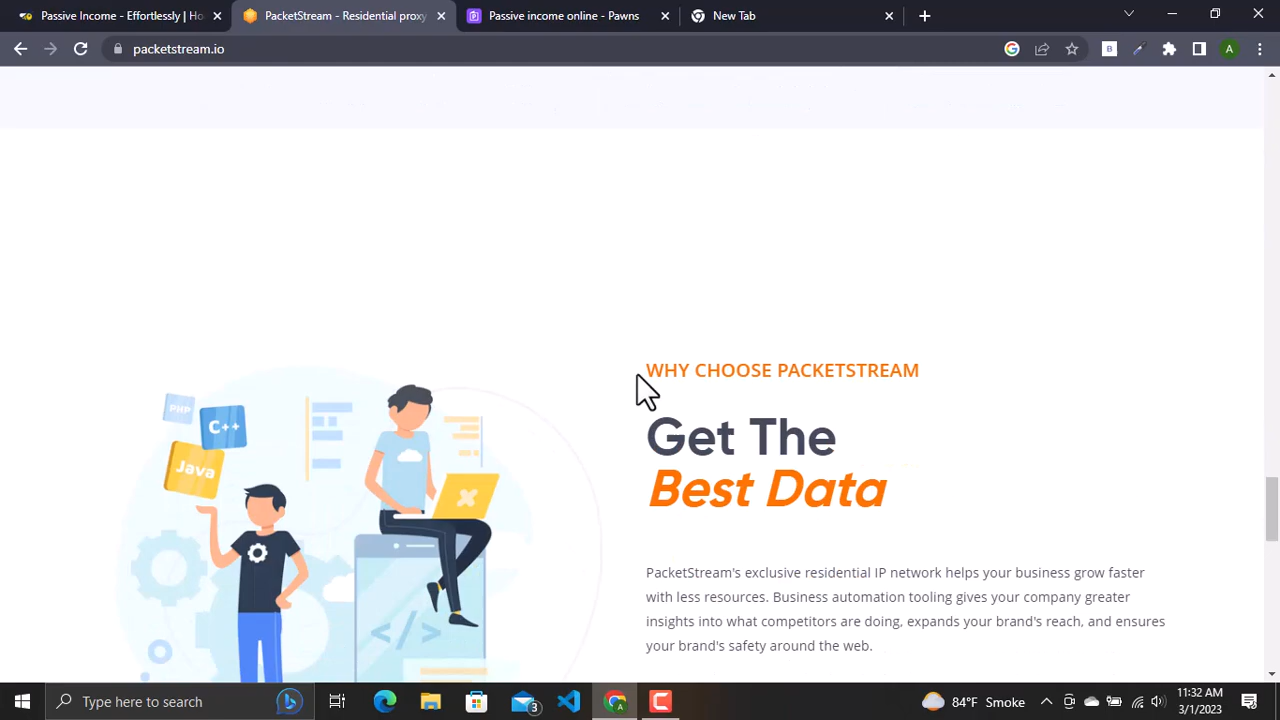 Passive Income - Effortlessly | Ho
PacketStream - Residential proxy
Passive income online - Pawns
New Tab
packetstream.io
B
A
WHY CHOOSE PACKETSTREAM
Get The
Best Data
PHP
C++
Java
</>
PacketStream's exclusive residential IP network helps your business grow faster
with less resources. Business automation tooling gives your company greater
insights into what competitors are doing, expands your brand's reach, and ensures
your brand's safety around the web.
Type here to search
3
A
84°F Smoke
11:32 AM
3/1/2023